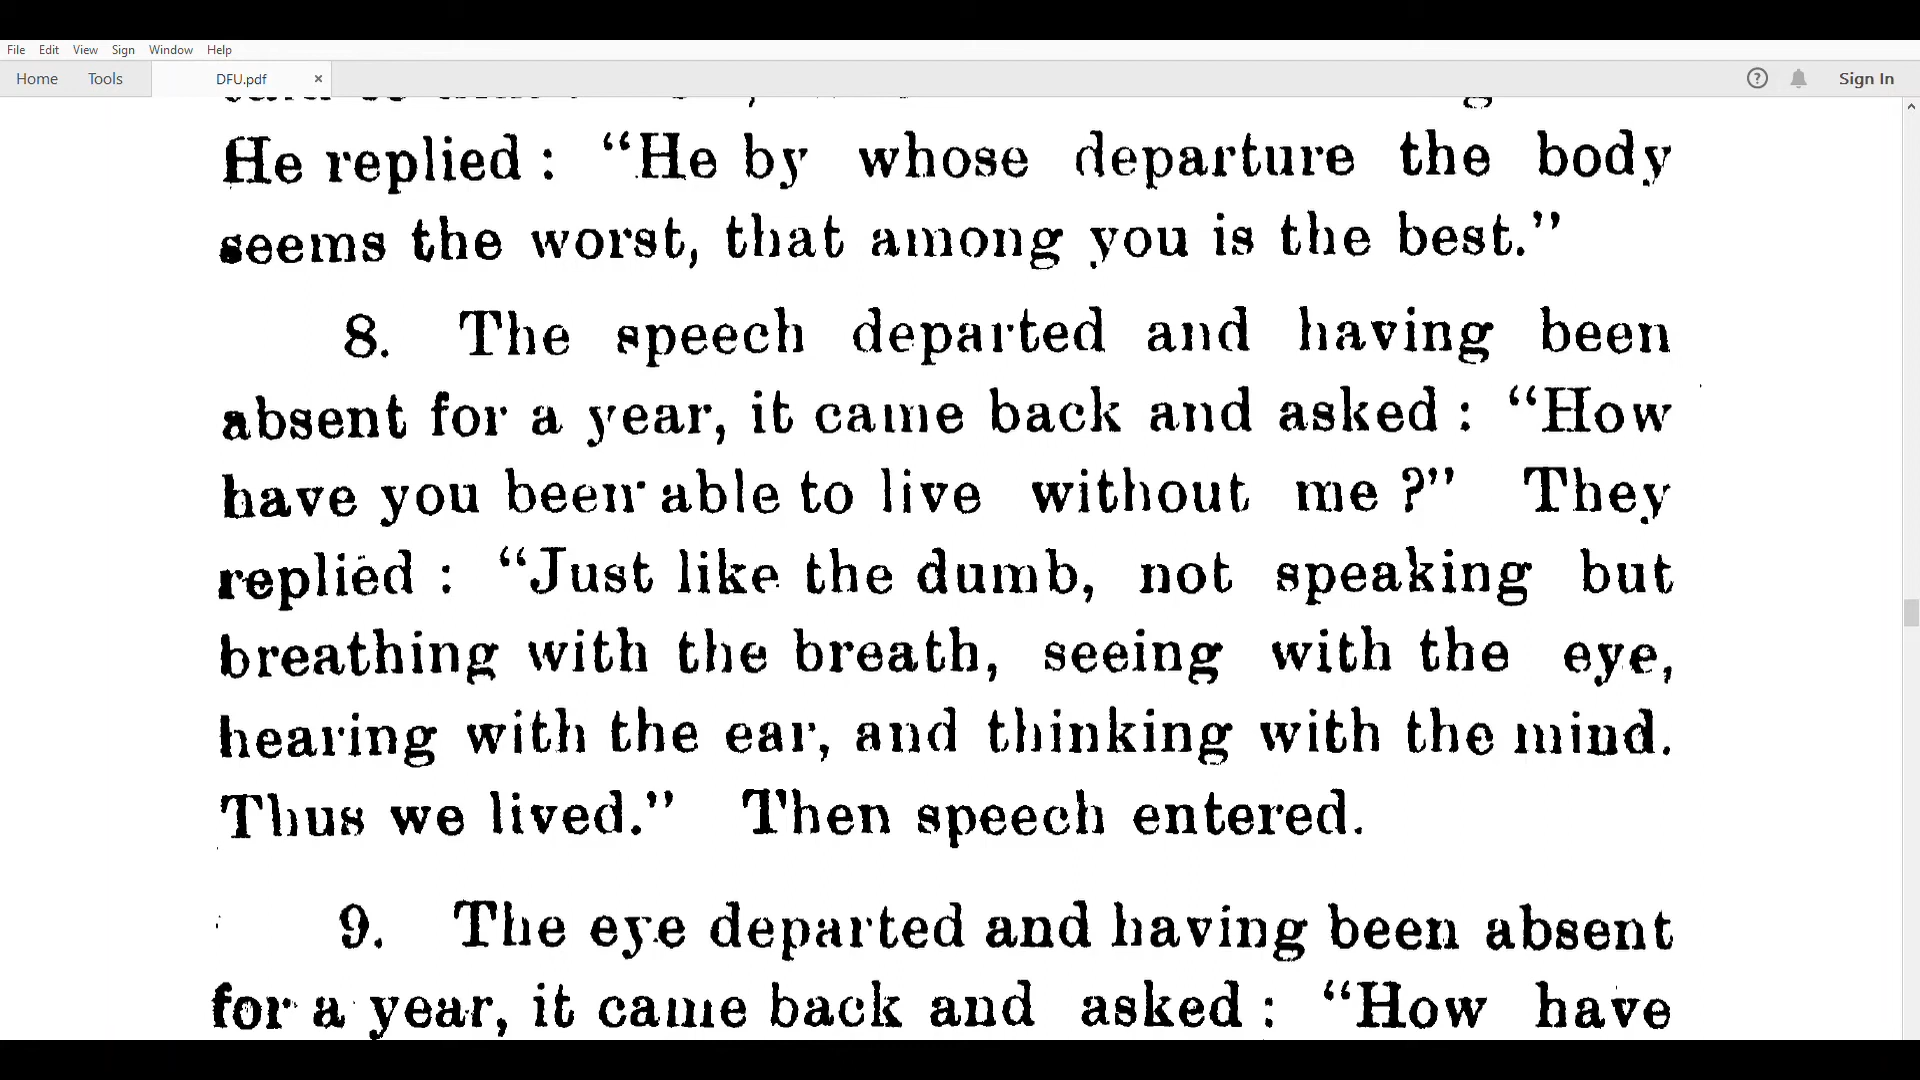 File Edit View Sign Window Help
Home Tools DFU.pdf × ? Sign In
He replied : “He by whose departure the body
seems the worst, that among you is the best.”
8. The speech departed and having been
absent for a year, it came back and asked : “How
have you been able to live without me ?” They
replied : “Just like the dumb, not speaking but
breathing with the breath, seeing with the eye,
hearing with the ear, and thinking with the mind.
Thus we lived.” Then speech entered.
9. The eye departed and having been absent
for a year, it came back and asked : “How have